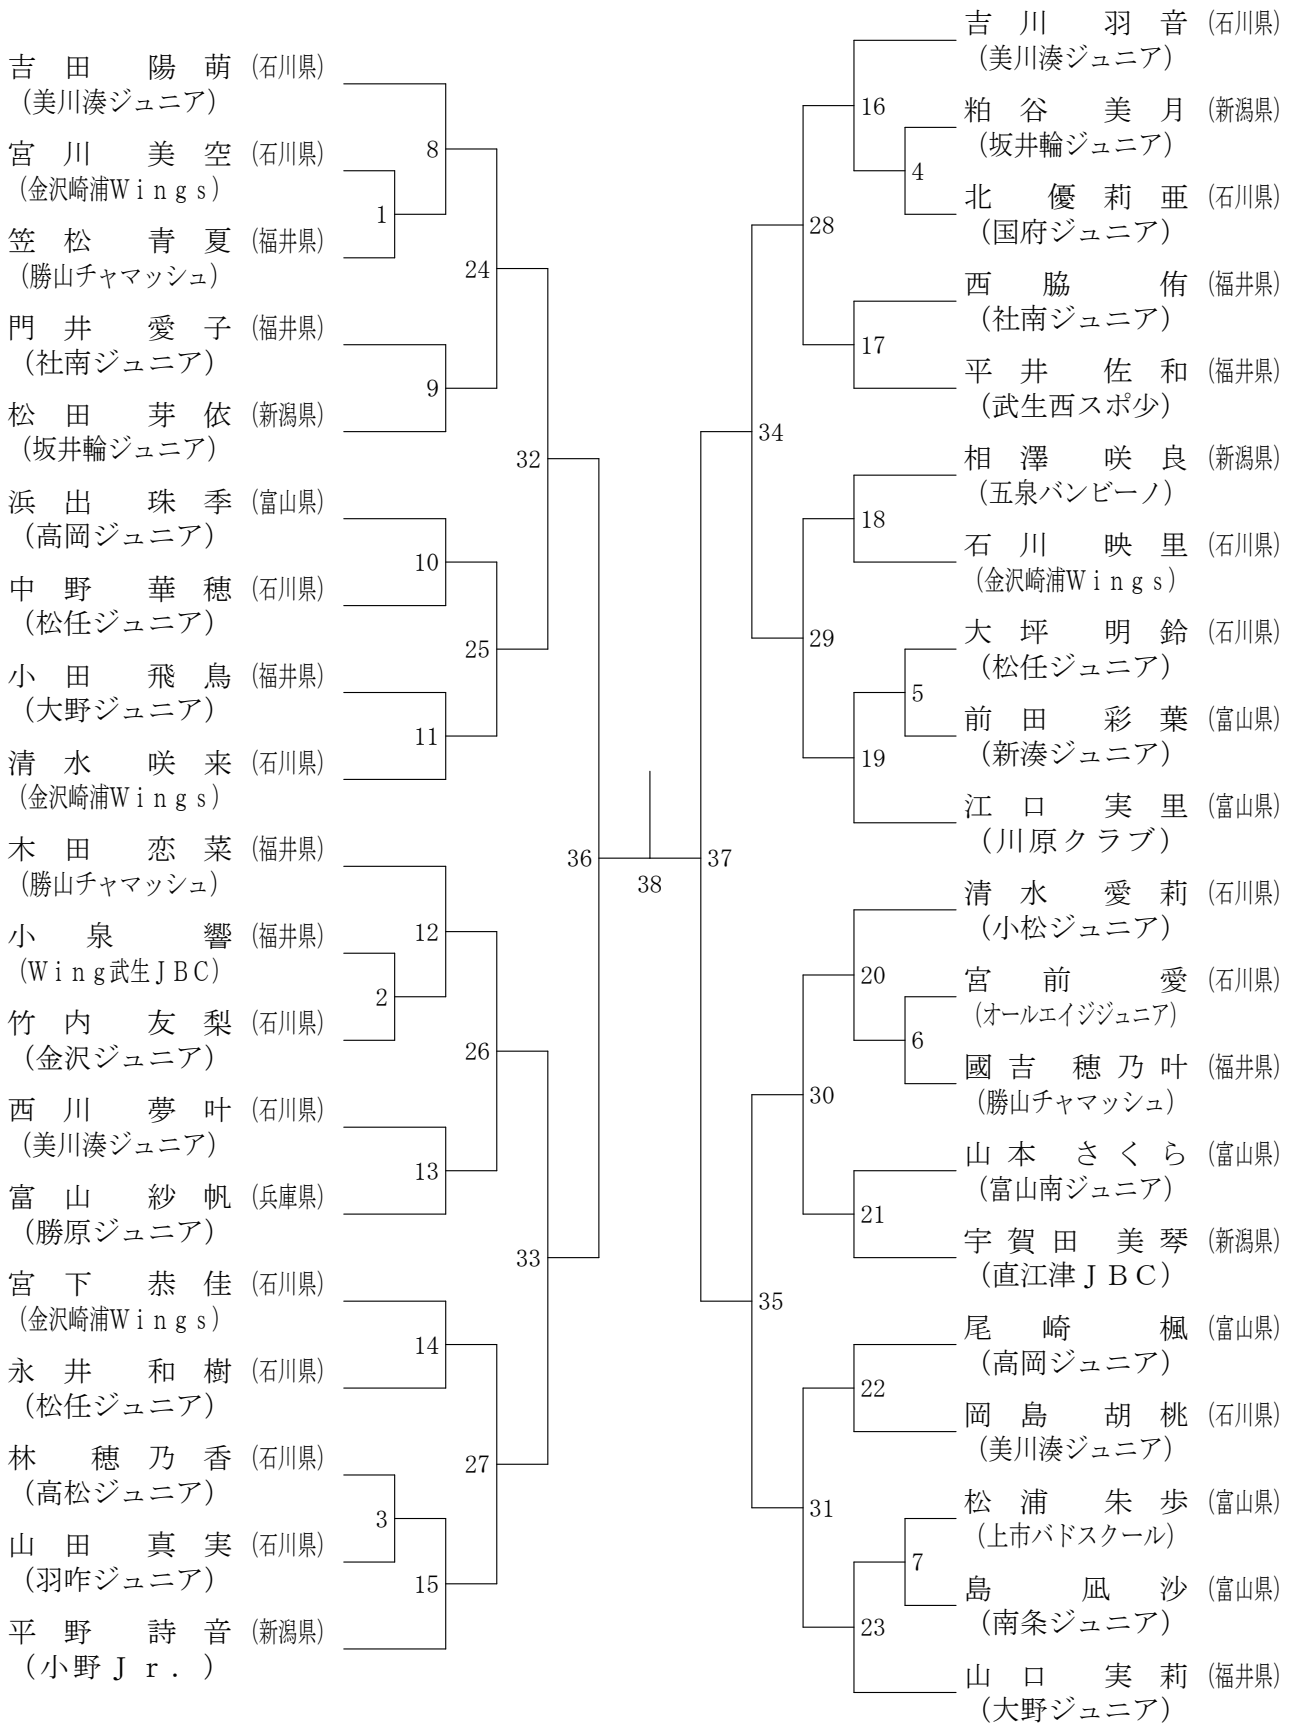 吉田 陽萌 (石川県)
(美川湊ジュニア)
宮川 美空 (石川県)
(金沢崎浦Ｗｉｎｇｓ)
笠松 青夏 (福井県)
(勝山チャマッシュ)
門井 愛子 (福井県)
(社南ジュニア)
松田 芽依 (新潟県)
(坂井輪ジュニア)
浜出 珠季 (富山県)
(高岡ジュニア)
中野 華穂 (石川県)
(松任ジュニア)
小田 飛鳥 (福井県)
(大野ジュニア)
清水 咲来 (石川県)
(金沢崎浦Ｗｉｎｇｓ)
木田 恋菜 (福井県)
(勝山チャマッシュ)
小泉 響 (福井県)
(Ｗｉｎｇ武生ＪＢＣ)
竹内 友梨 (石川県)
(金沢ジュニア)
西川 夢叶 (石川県)
(美川湊ジュニア)
富山 紗帆 (兵庫県)
(勝原ジュニア)
宮下 恭佳 (石川県)
(金沢崎浦Ｗｉｎｇｓ)
永井 和樹 (石川県)
(松任ジュニア)
林 穂乃香 (石川県)
(高松ジュニア)
山田 真実 (石川県)
(羽咋ジュニア)
平野 詩音 (新潟県)
(小野Ｊｒ．)
1
2
3
8
9
10
11
12
13
14
15
24
25
26
27
32
33
36
38
37
34
35
28
29
30
31
16
17
18
19
20
21
22
23
4
5
6
7
吉川 羽音 (石川県)
(美川湊ジュニア)
粕谷 美月 (新潟県)
(坂井輪ジュニア)
北 優莉亜 (石川県)
(国府ジュニア)
西脇 侑 (福井県)
(社南ジュニア)
平井 佐和 (福井県)
(武生西スポ少)
相澤 咲良 (新潟県)
(五泉バンビーノ)
石川 映里 (石川県)
(金沢崎浦Ｗｉｎｇｓ)
大坪 明鈴 (石川県)
(松任ジュニア)
前田 彩葉 (富山県)
(新湊ジュニア)
江口 実里 (富山県)
(川原クラブ)
清水 愛莉 (石川県)
(小松ジュニア)
宮前 愛 (石川県)
(オールエイジジュニア)
國吉 穂乃叶 (福井県)
(勝山チャマッシュ)
山本 さくら (富山県)
(富山南ジュニア)
宇賀田 美琴 (新潟県)
(直江津ＪＢＣ)
尾崎 楓 (富山県)
(高岡ジュニア)
岡島 胡桃 (石川県)
(美川湊ジュニア)
松浦 朱歩 (富山県)
(上市バドスクール)
島 凪沙 (富山県)
(南条ジュニア)
山口 実莉 (福井県)
(大野ジュニア)